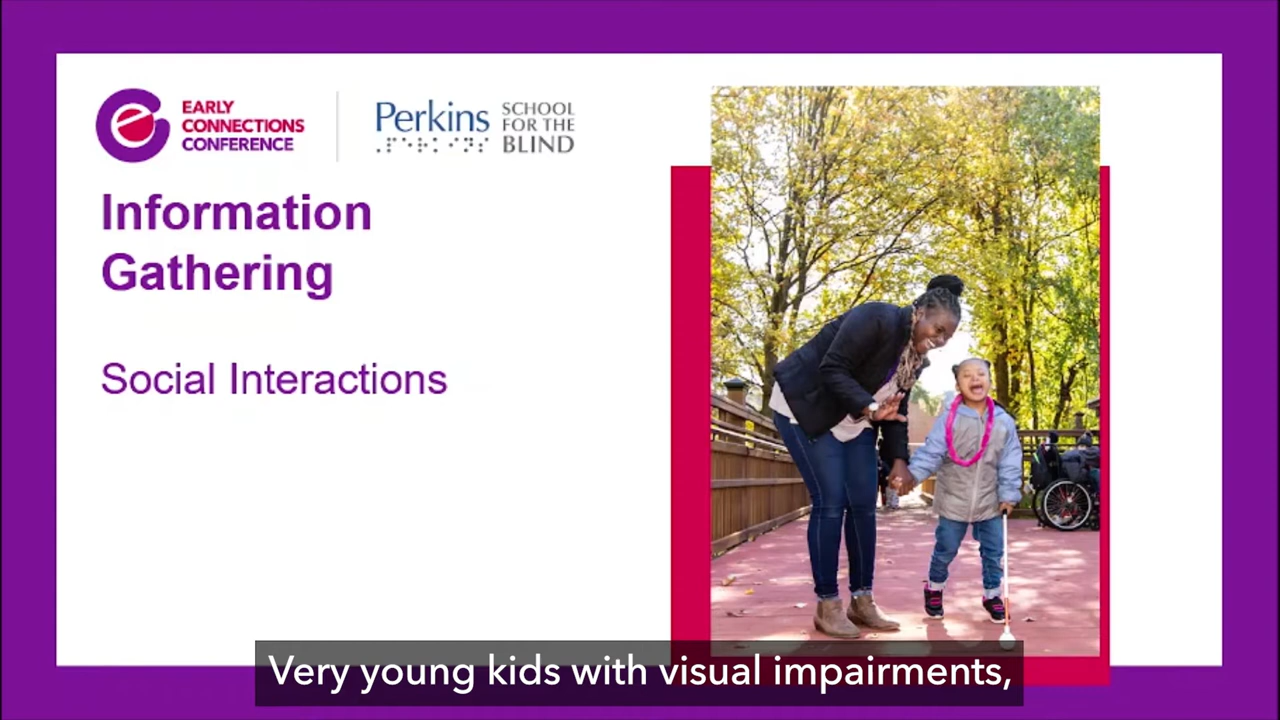 EARLY
CONNECTIONS
CONFERENCE
Perkins
SCHOOL
FOR THE
BLIND
Information
Gathering
Social Interactions
Very young kids with visual impairments,